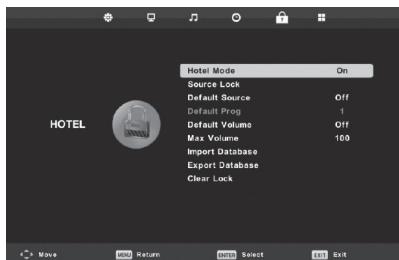 HOTEL
Hotel Mode On
Source Lock
Default Source Off
Default Prog 1
Default Volume Off
Max Volume 100
Import Database
Export Database
Clear Lock
Move MENU Return ENTER Select EXIT Exit